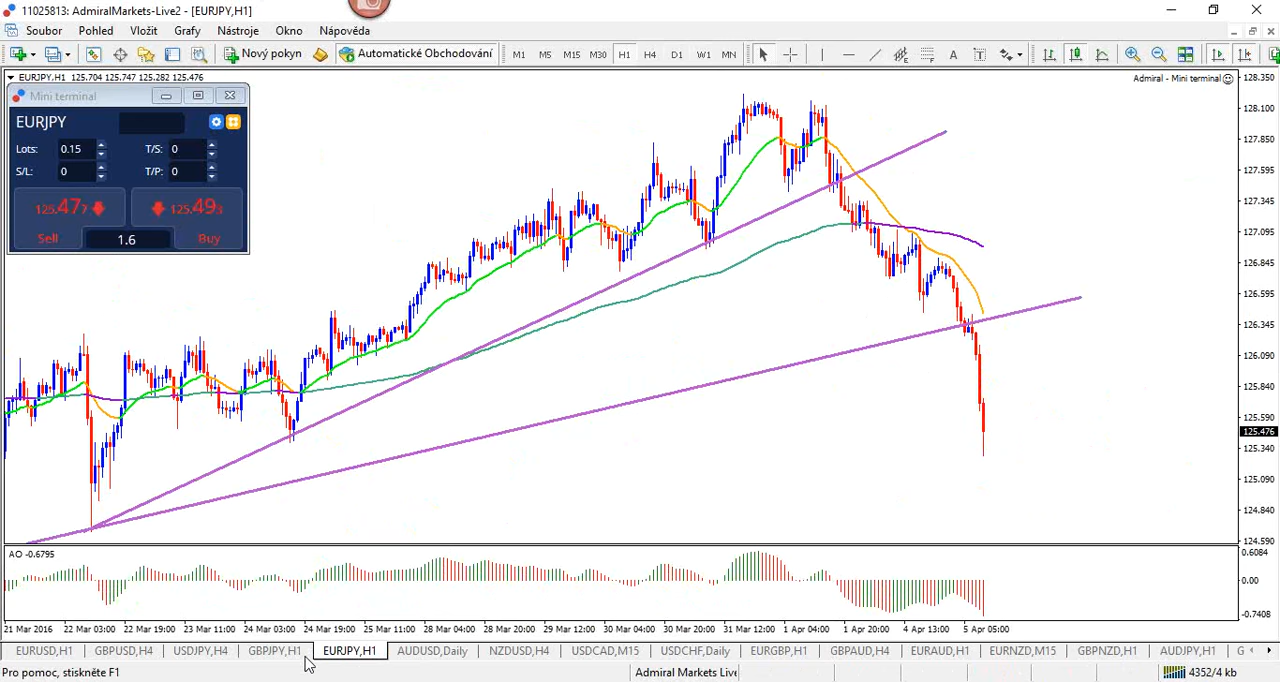 11025813: AdmiralMarkets-Live2 - [EURJPY,H1]
Soubor Pohled Vložit Grafy Nástroje Okno Nápověda
Nový pokyn Automatické Obchodování M1 M5 M15 M30 H1 H4 D1 W1 MN A T
EURJPY,H1 125.704 125.747 125.282 125.476
Admiral - Mini terminal
Mini terminal
EURJPY
Lots: 0.15 T/S: 0
S/L: 0 T/P: 0
125.477 125.493
Sell 1.6 Buy
128.350
128.100
127.850
127.595
127.345
127.095
126.845
126.595
126.345
126.090
125.840
125.590
125.476
125.340
125.090
124.840
124.590
AO -0.6795
0.6084
0.00
-0.7408
21 Mar 2016 22 Mar 03:00 22 Mar 19:00 23 Mar 11:00 24 Mar 03:00 24 Mar 19:00 25 Mar 11:00 28 Mar 04:00 28 Mar 20:00 29 Mar 12:00 30 Mar 04:00 30 Mar 20:00 31 Mar 12:00 1 Apr 04:00 1 Apr 20:00 4 Apr 13:00 5 Apr 05:00
EURUSD,H1 GBPUSD,H4 USDJPY,H4 GBPJPY,H1 EURJPY,H1 AUDUSD,Daily NZDUSD,H4 USDCAD,M15 USDCHF,Daily EURGBP,H1 GBPAUD,H4 EURAUD,H1 EURNZD,M15 GBPNZD,H1 AUDJPY,H1 G
Pro pomoc, stiskněte F1 Admiral Markets Live 4352/4 kb